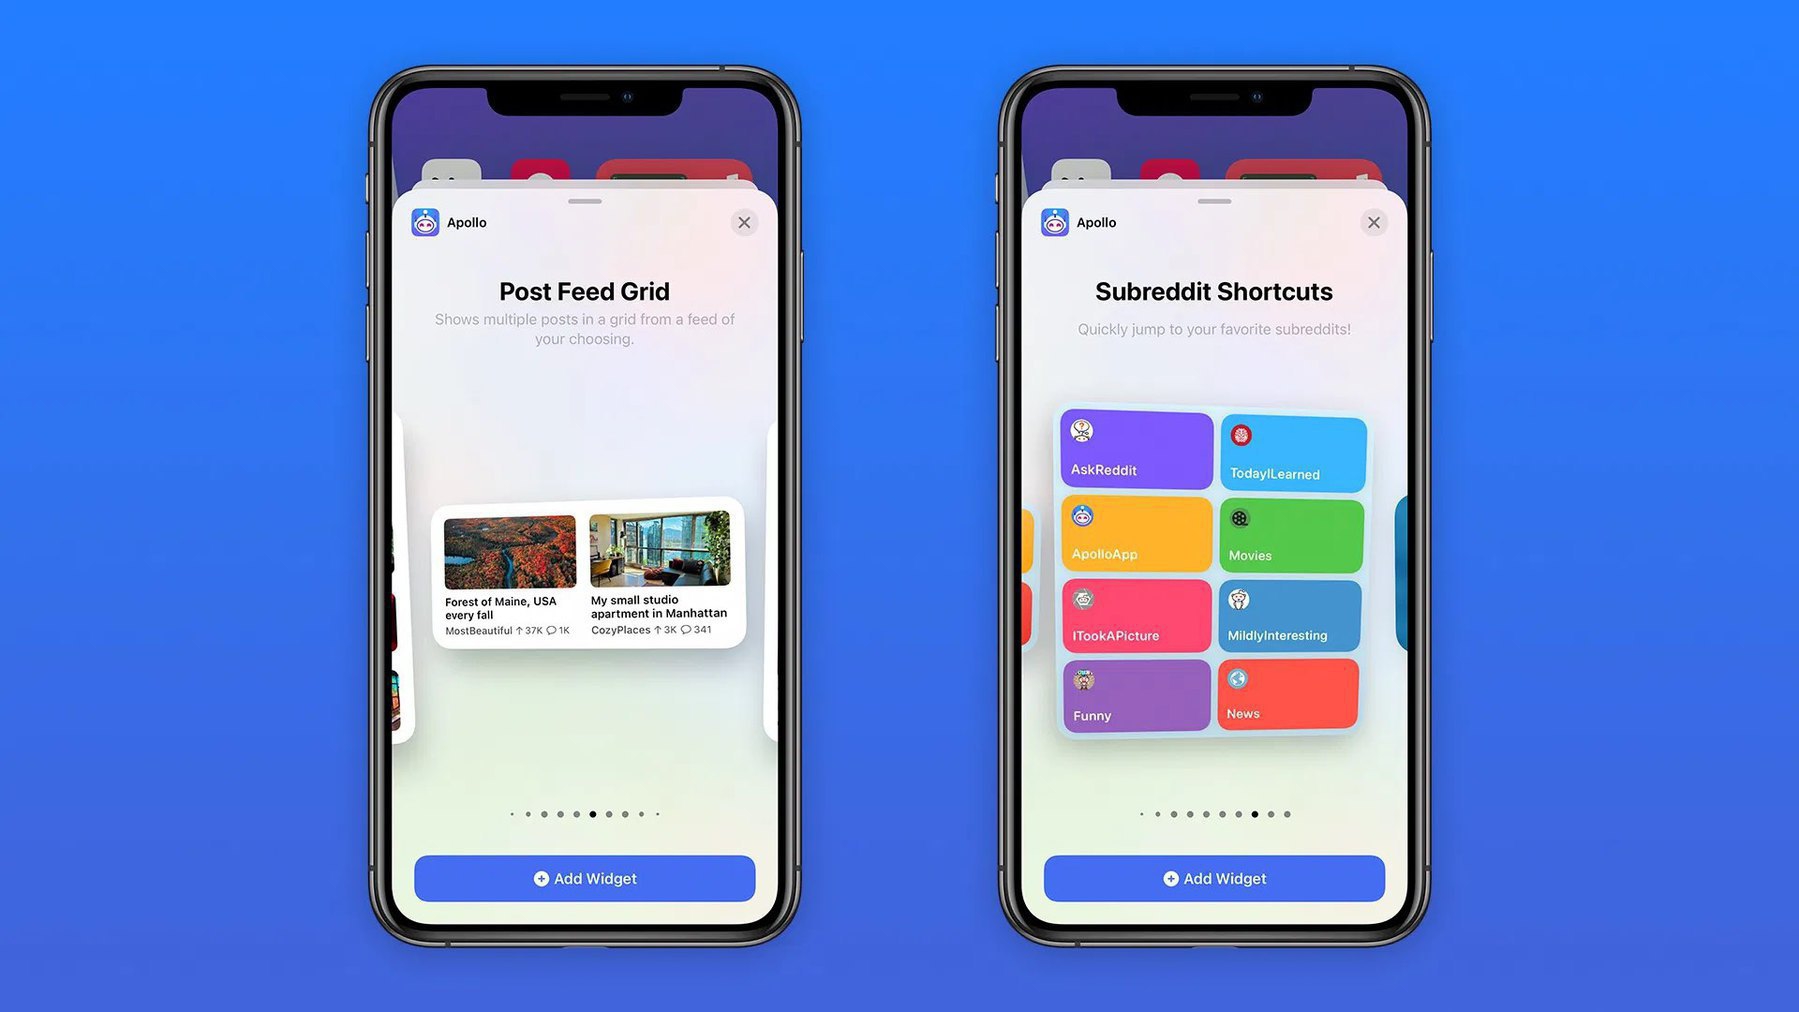 Apollo
Post Feed Grid
Shows multiple posts in a grid from a feed of
your choosing.
Forest of Maine, USA
every fall
MostBeautiful ↑ 37K 1K
My small studio
apartment in Manhattan
CozyPlaces ↑ 3K 341
Add Widget
Apollo
Subreddit Shortcuts
Quickly jump to your favorite subreddits!
AskReddit
TodayILearned
ApolloApp
Movies
ITookAPicture
MildlyInteresting
Funny
News
Add Widget